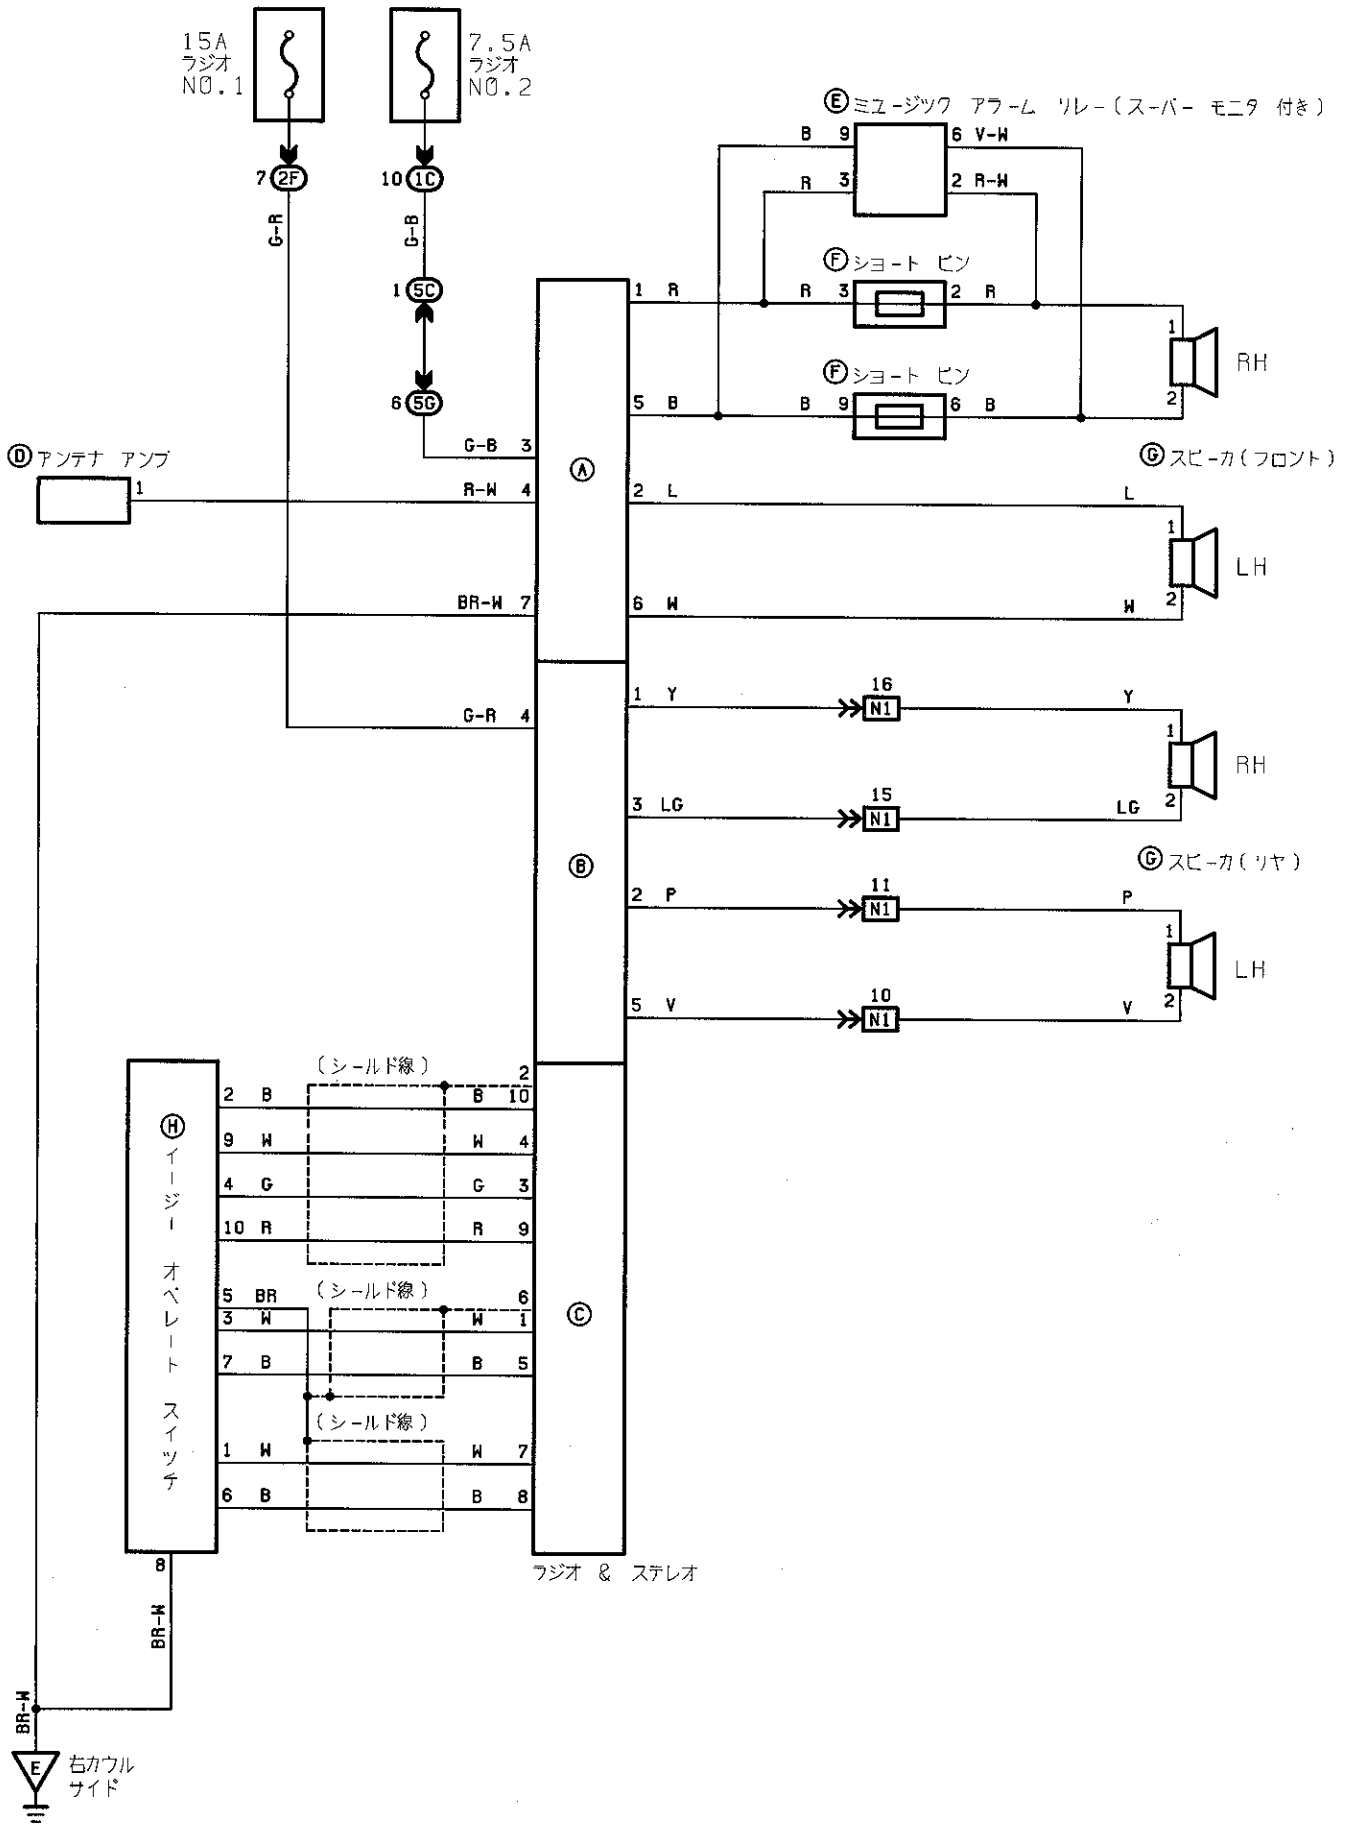 15A
ラジオ
NO.1
7.5A
ラジオ
NO.2
7 2F
10 1C
G-R
G-B
1 5C
6 5G
E ミュージック アラーム リレー(スーパー モニタ 付き)
B 9
6 V-W
R 3
2 R-W
F ショート ピン
1 R
R 3
2 R
1
RH
2
F ショート ピン
5 B
B 9
6 B
G スピーカ(フロント)
G-B 3
D アンテナ アンプ
1
R-W 4
A
2 L
L
1
LH
2
BR-W 7
6 W
W
G-R 4
1 Y
16
N1
Y
1
RH
2
3 LG
15
N1
LG
G スピーカ(リヤ)
B
2 P
11
N1
P
1
LH
2
5 V
10
N1
V
(シールド線)
2
2 B
B 10
H
イージー オペレート スイッチ
9 W
W 4
4 G
G 3
10 R
R 9
(シールド線)
5 BR
6
3 W
W 1
C
7 B
B 5
(シールド線)
1 W
W 7
6 B
B 8
8
ラジオ & ステレオ
BR-W
BR-W
E
右カウル
サイド